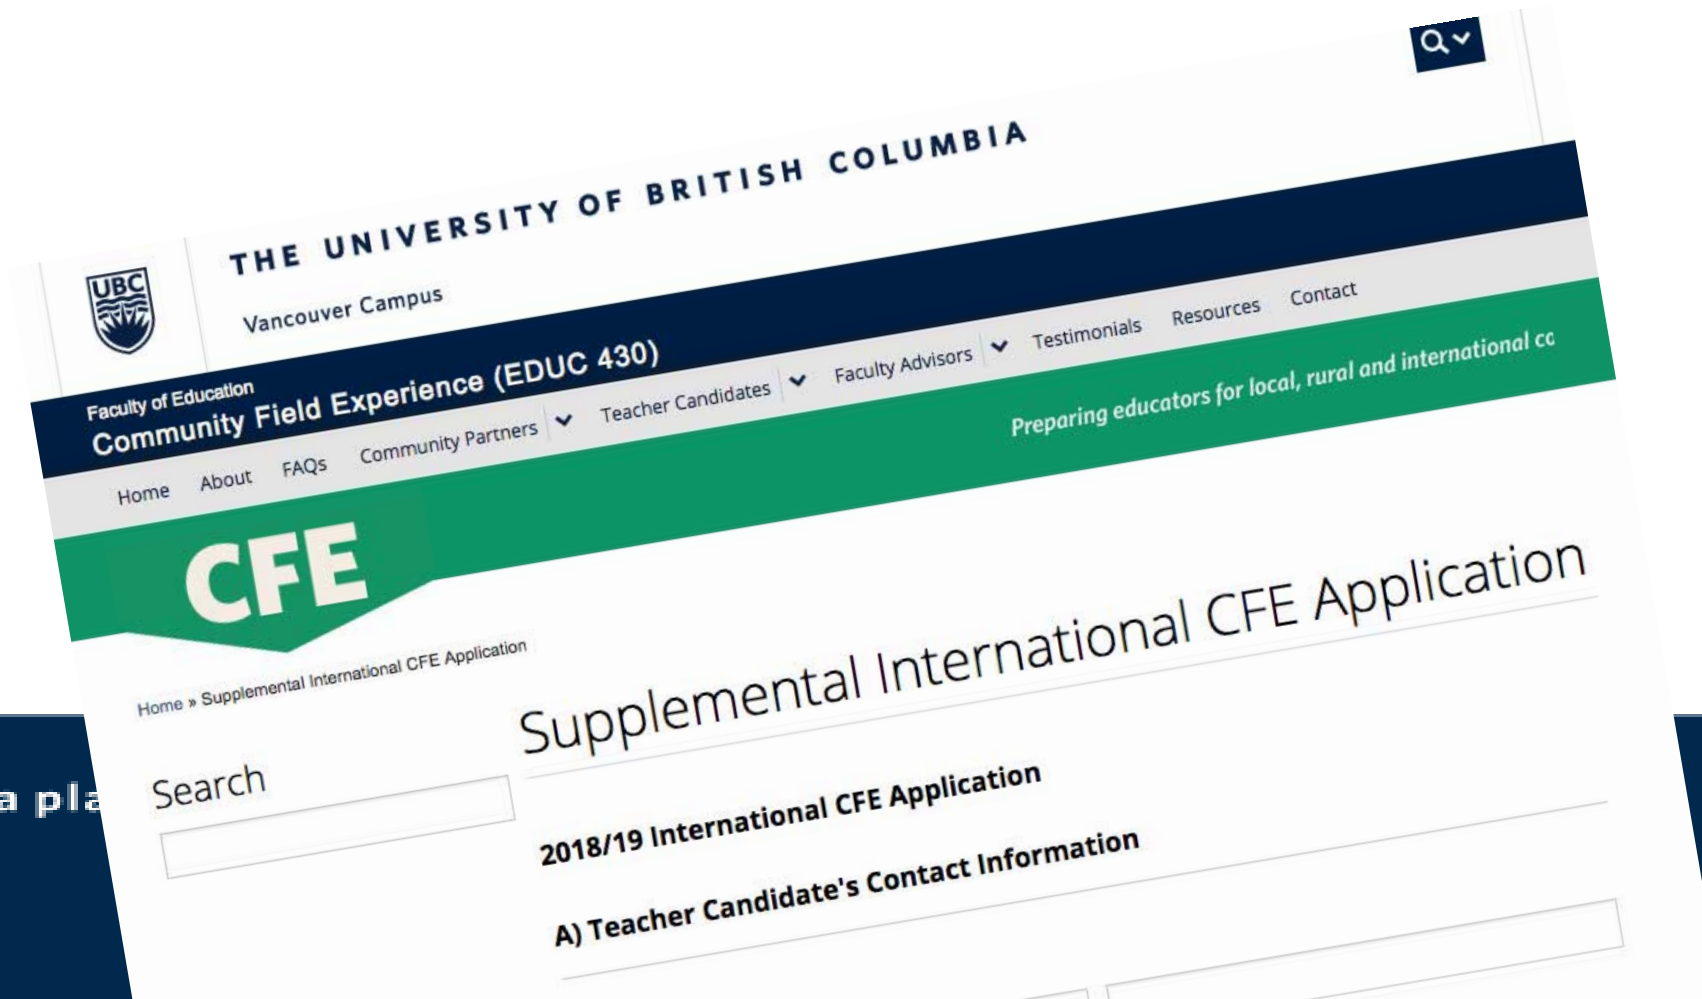 THE UNIVERSITY OF BRITISH COLUMBIA
UBC
Vancouver Campus
Faculty of Education
Community Field Experience (EDUC 430)
Home About FAQs Community Partners Teacher Candidates Faculty Advisors Testimonials Resources Contact
Preparing educators for local, rural and international
CFE
Home » Supplemental International CFE Application
Supplemental International CFE Application
Search
2018/19 International CFE Application
A) Teacher Candidate's Contact Information
a